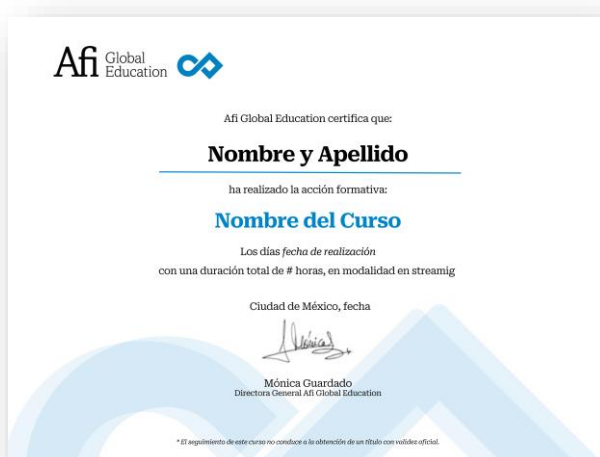 Afi Global
Education
Afi Global Education certifica que:
Nombre y Apellido
ha realizado la acción formativa:
Nombre del Curso
Los días fecha de realización
con una duración total de # horas, en modalidad en streamig
Ciudad de México, fecha
Mónica
Mónica Guardado
Directora General Afi Global Education
* El seguimiento de este curso no conduce a la obtención de un título con validez oficial.